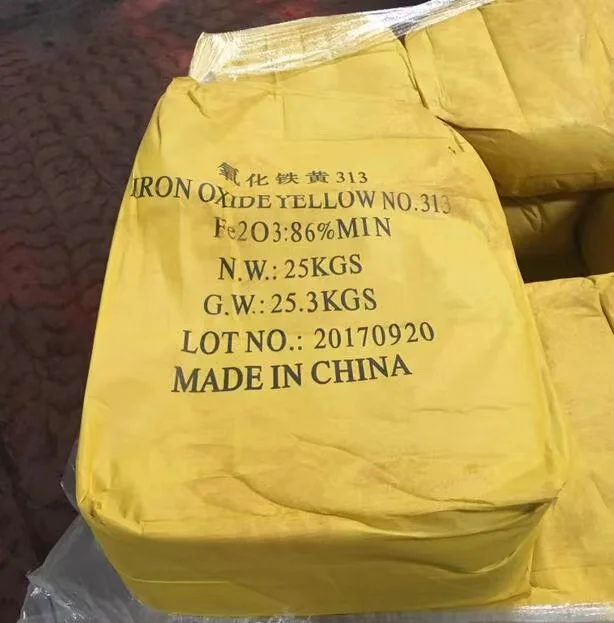 氧化铁黄313
IRON OXIDE YELLOW NO.313
Fe2O3:86%MIN
N.W.: 25KGS
G.W.: 25.3KGS
LOT NO.: 20170920
MADE IN CHINA